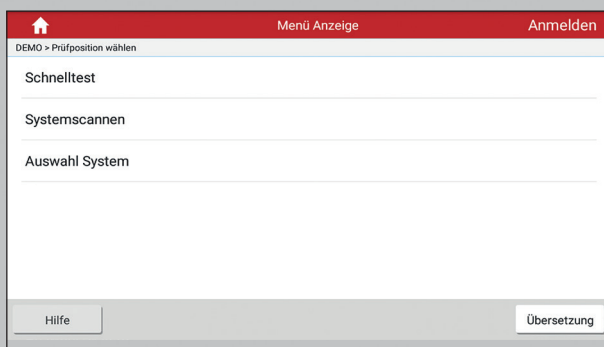 Menü Anzeige
Anmelden
DEMO > Prüfposition wählen
Schnelltest
Systemscannen
Auswahl System
Hilfe
Übersetzung